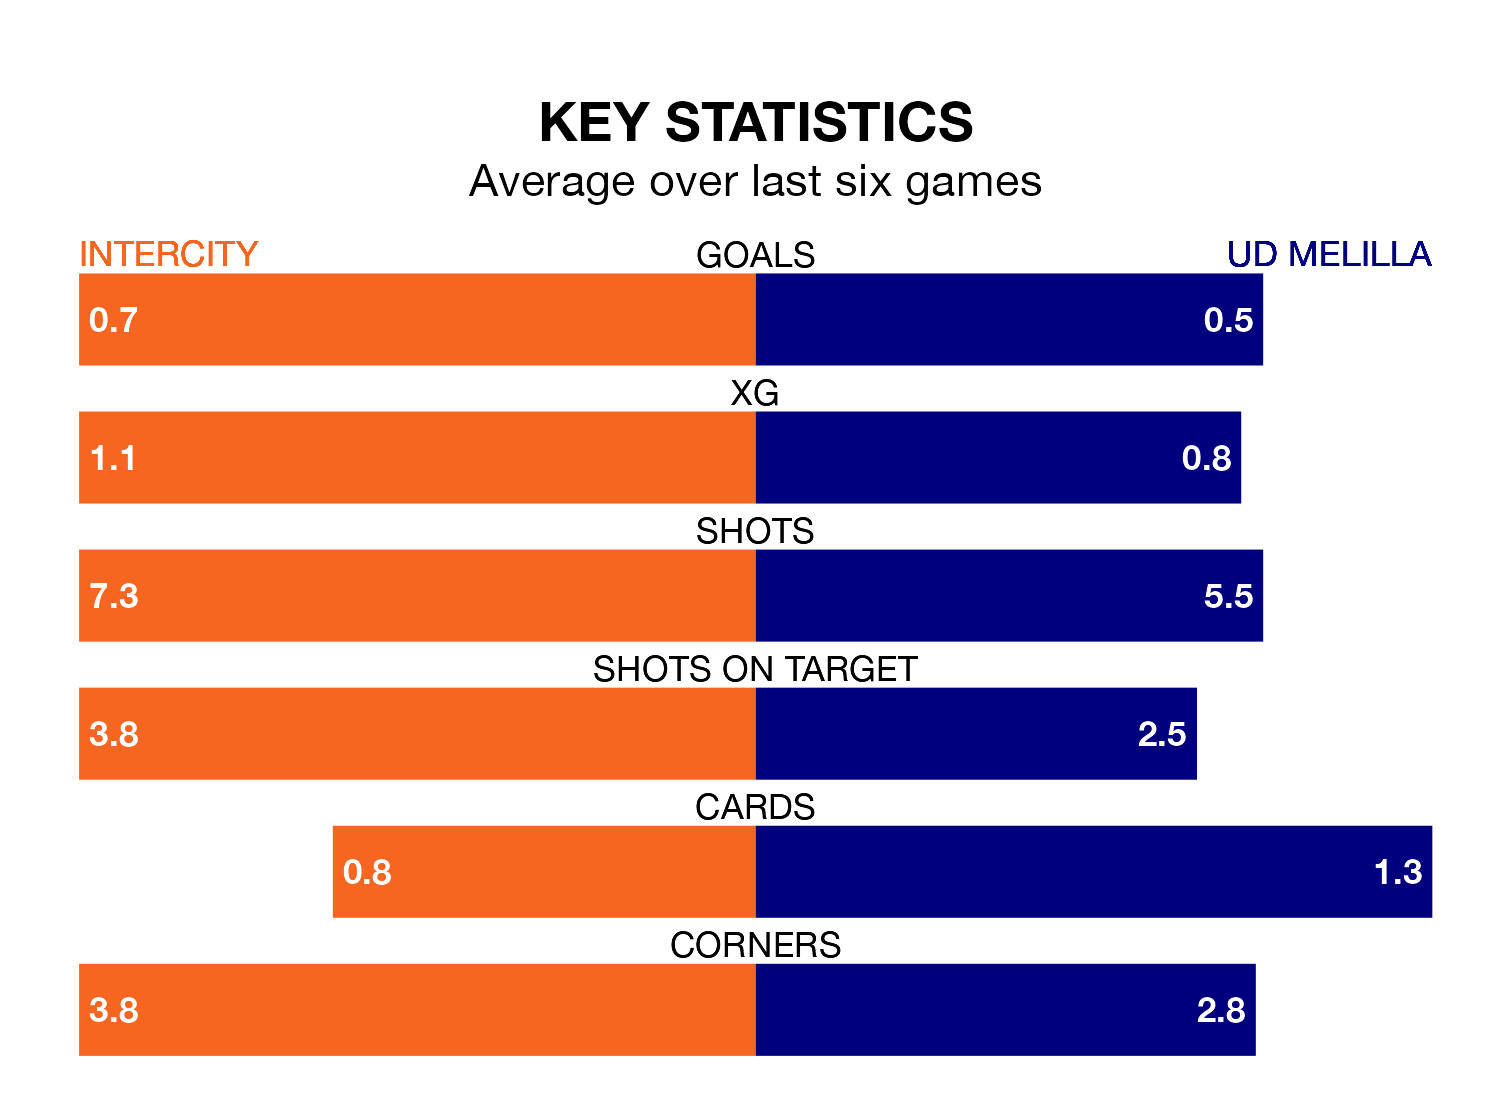 KEY STATISTICS
Average over last six games
INTERCITY GOALS UD MELILLA
0.7 0.5
XG
1.1 0.8
SHOTS
7.3 5.5
SHOTS ON TARGET
3.8 2.5
CARDS
0.8 1.3
CORNERS
3.8 2.8